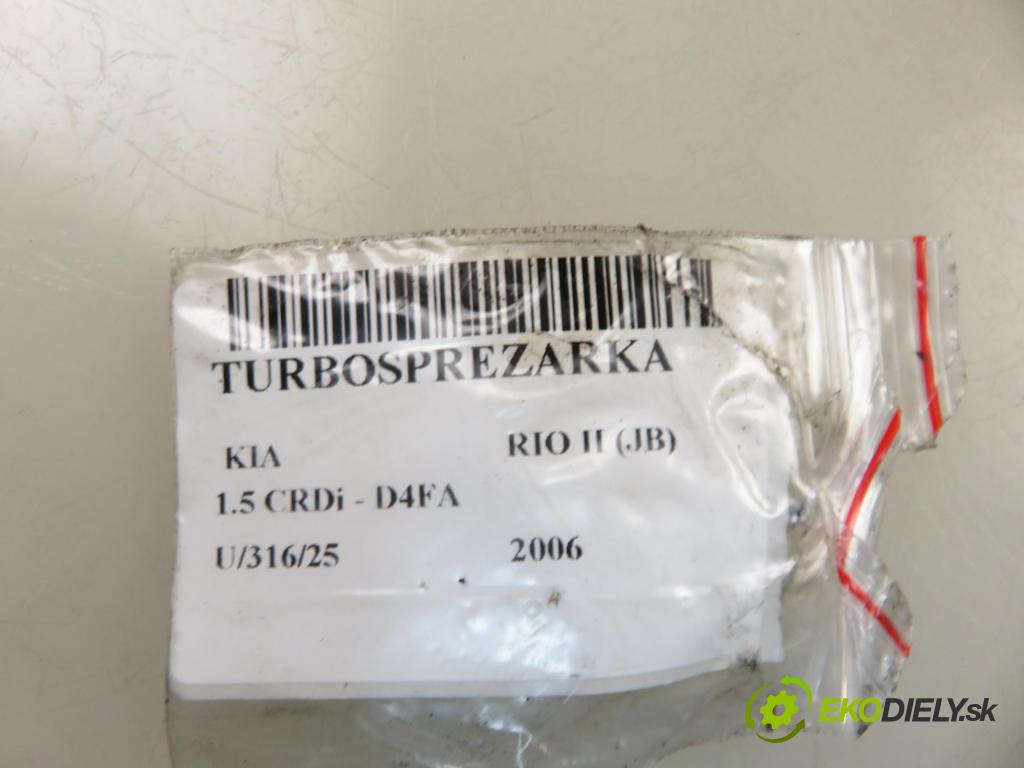 TURBOSPREZARKA
KIA RIO II (JB)
1.5 CRDi - D4FA
U/316/25 2006
EKODIELY.sk